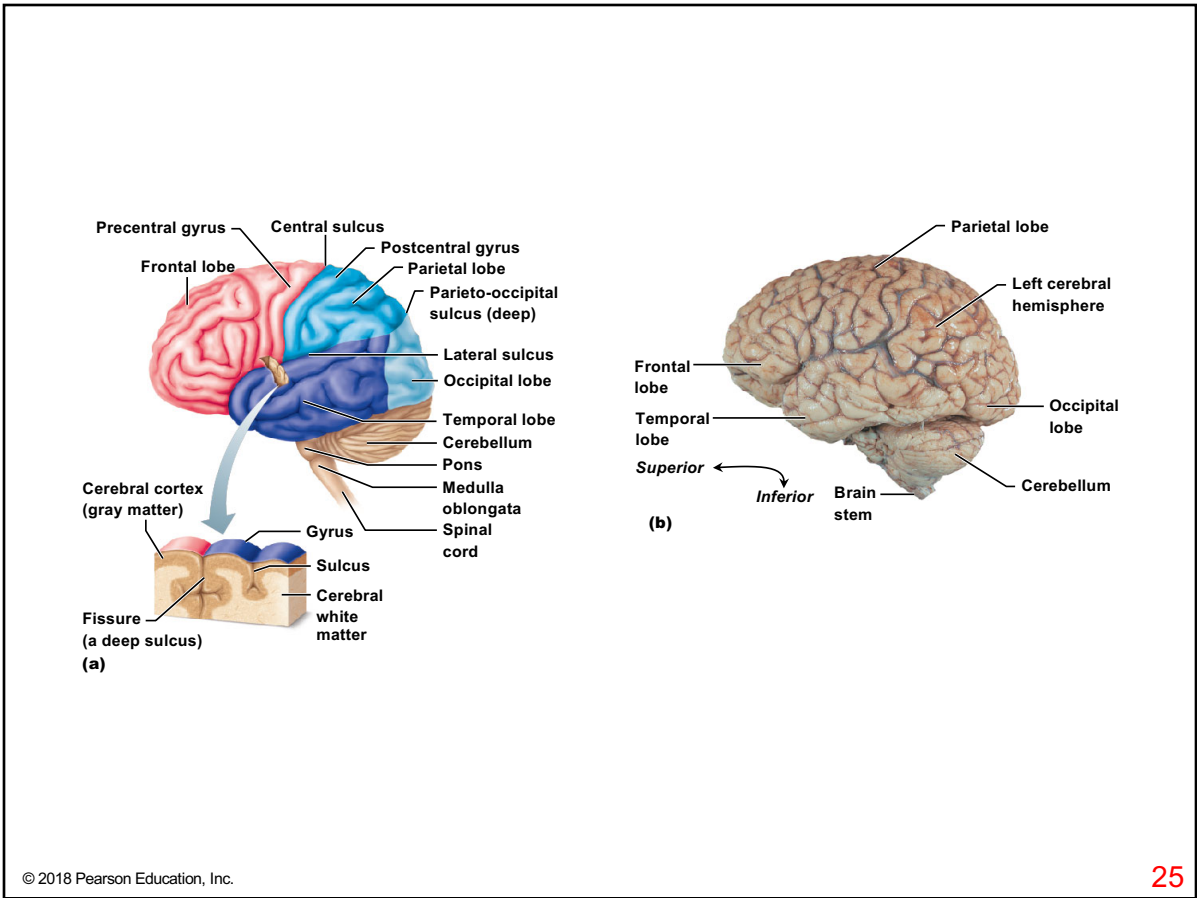 Precentral gyrus
Central sulcus
Postcentral gyrus
Frontal lobe
Parietal lobe
Parieto-occipital
sulcus (deep)
Lateral sulcus
Occipital lobe
Temporal lobe
Cerebellum
Pons
Medulla
oblongata
Spinal
cord
Cerebral cortex
(gray matter)
Gyrus
Sulcus
Cerebral
white
matter
Fissure
(a deep sulcus)
(a)
Parietal lobe
Left cerebral
hemisphere
Frontal
lobe
Temporal
lobe
Occipital
lobe
Superior
Inferior
Cerebellum
Brain
stem
(b)
© 2018 Pearson Education, Inc.
25